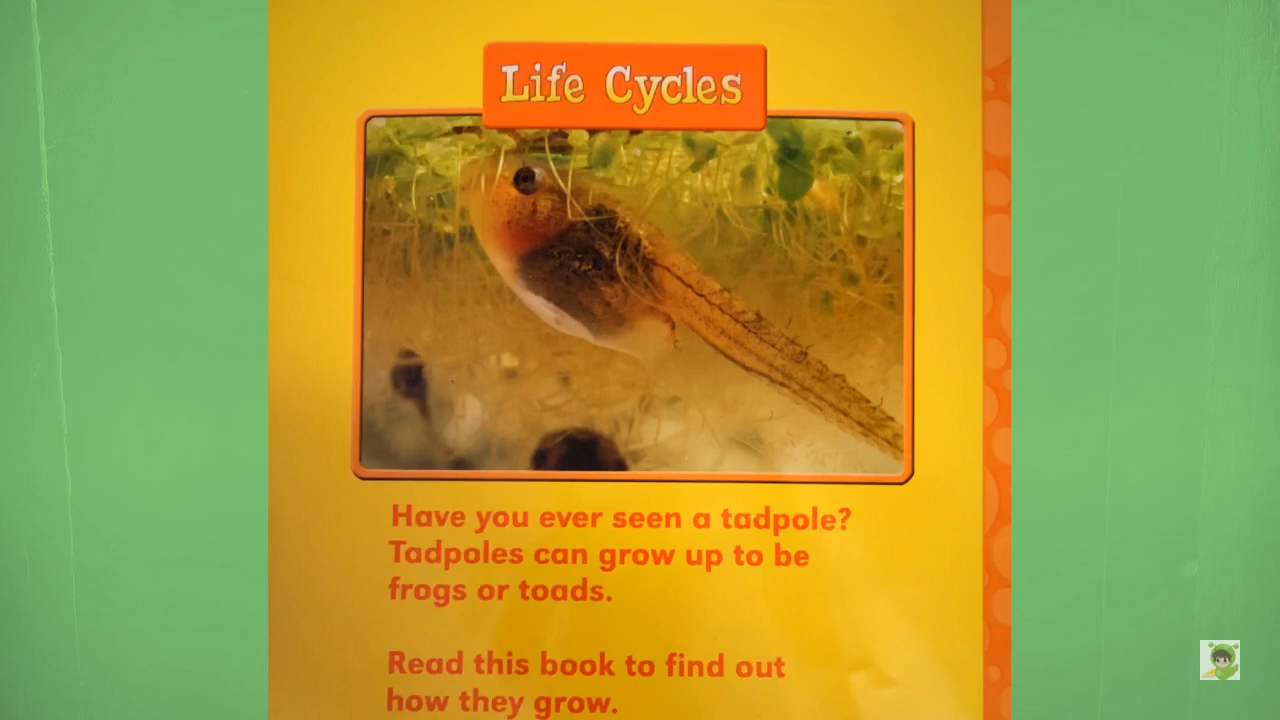 Life Cycles
Have you ever seen a tadpole?
Tadpoles can grow up to be
frogs or toads.
Read this book to find out
how they grow.